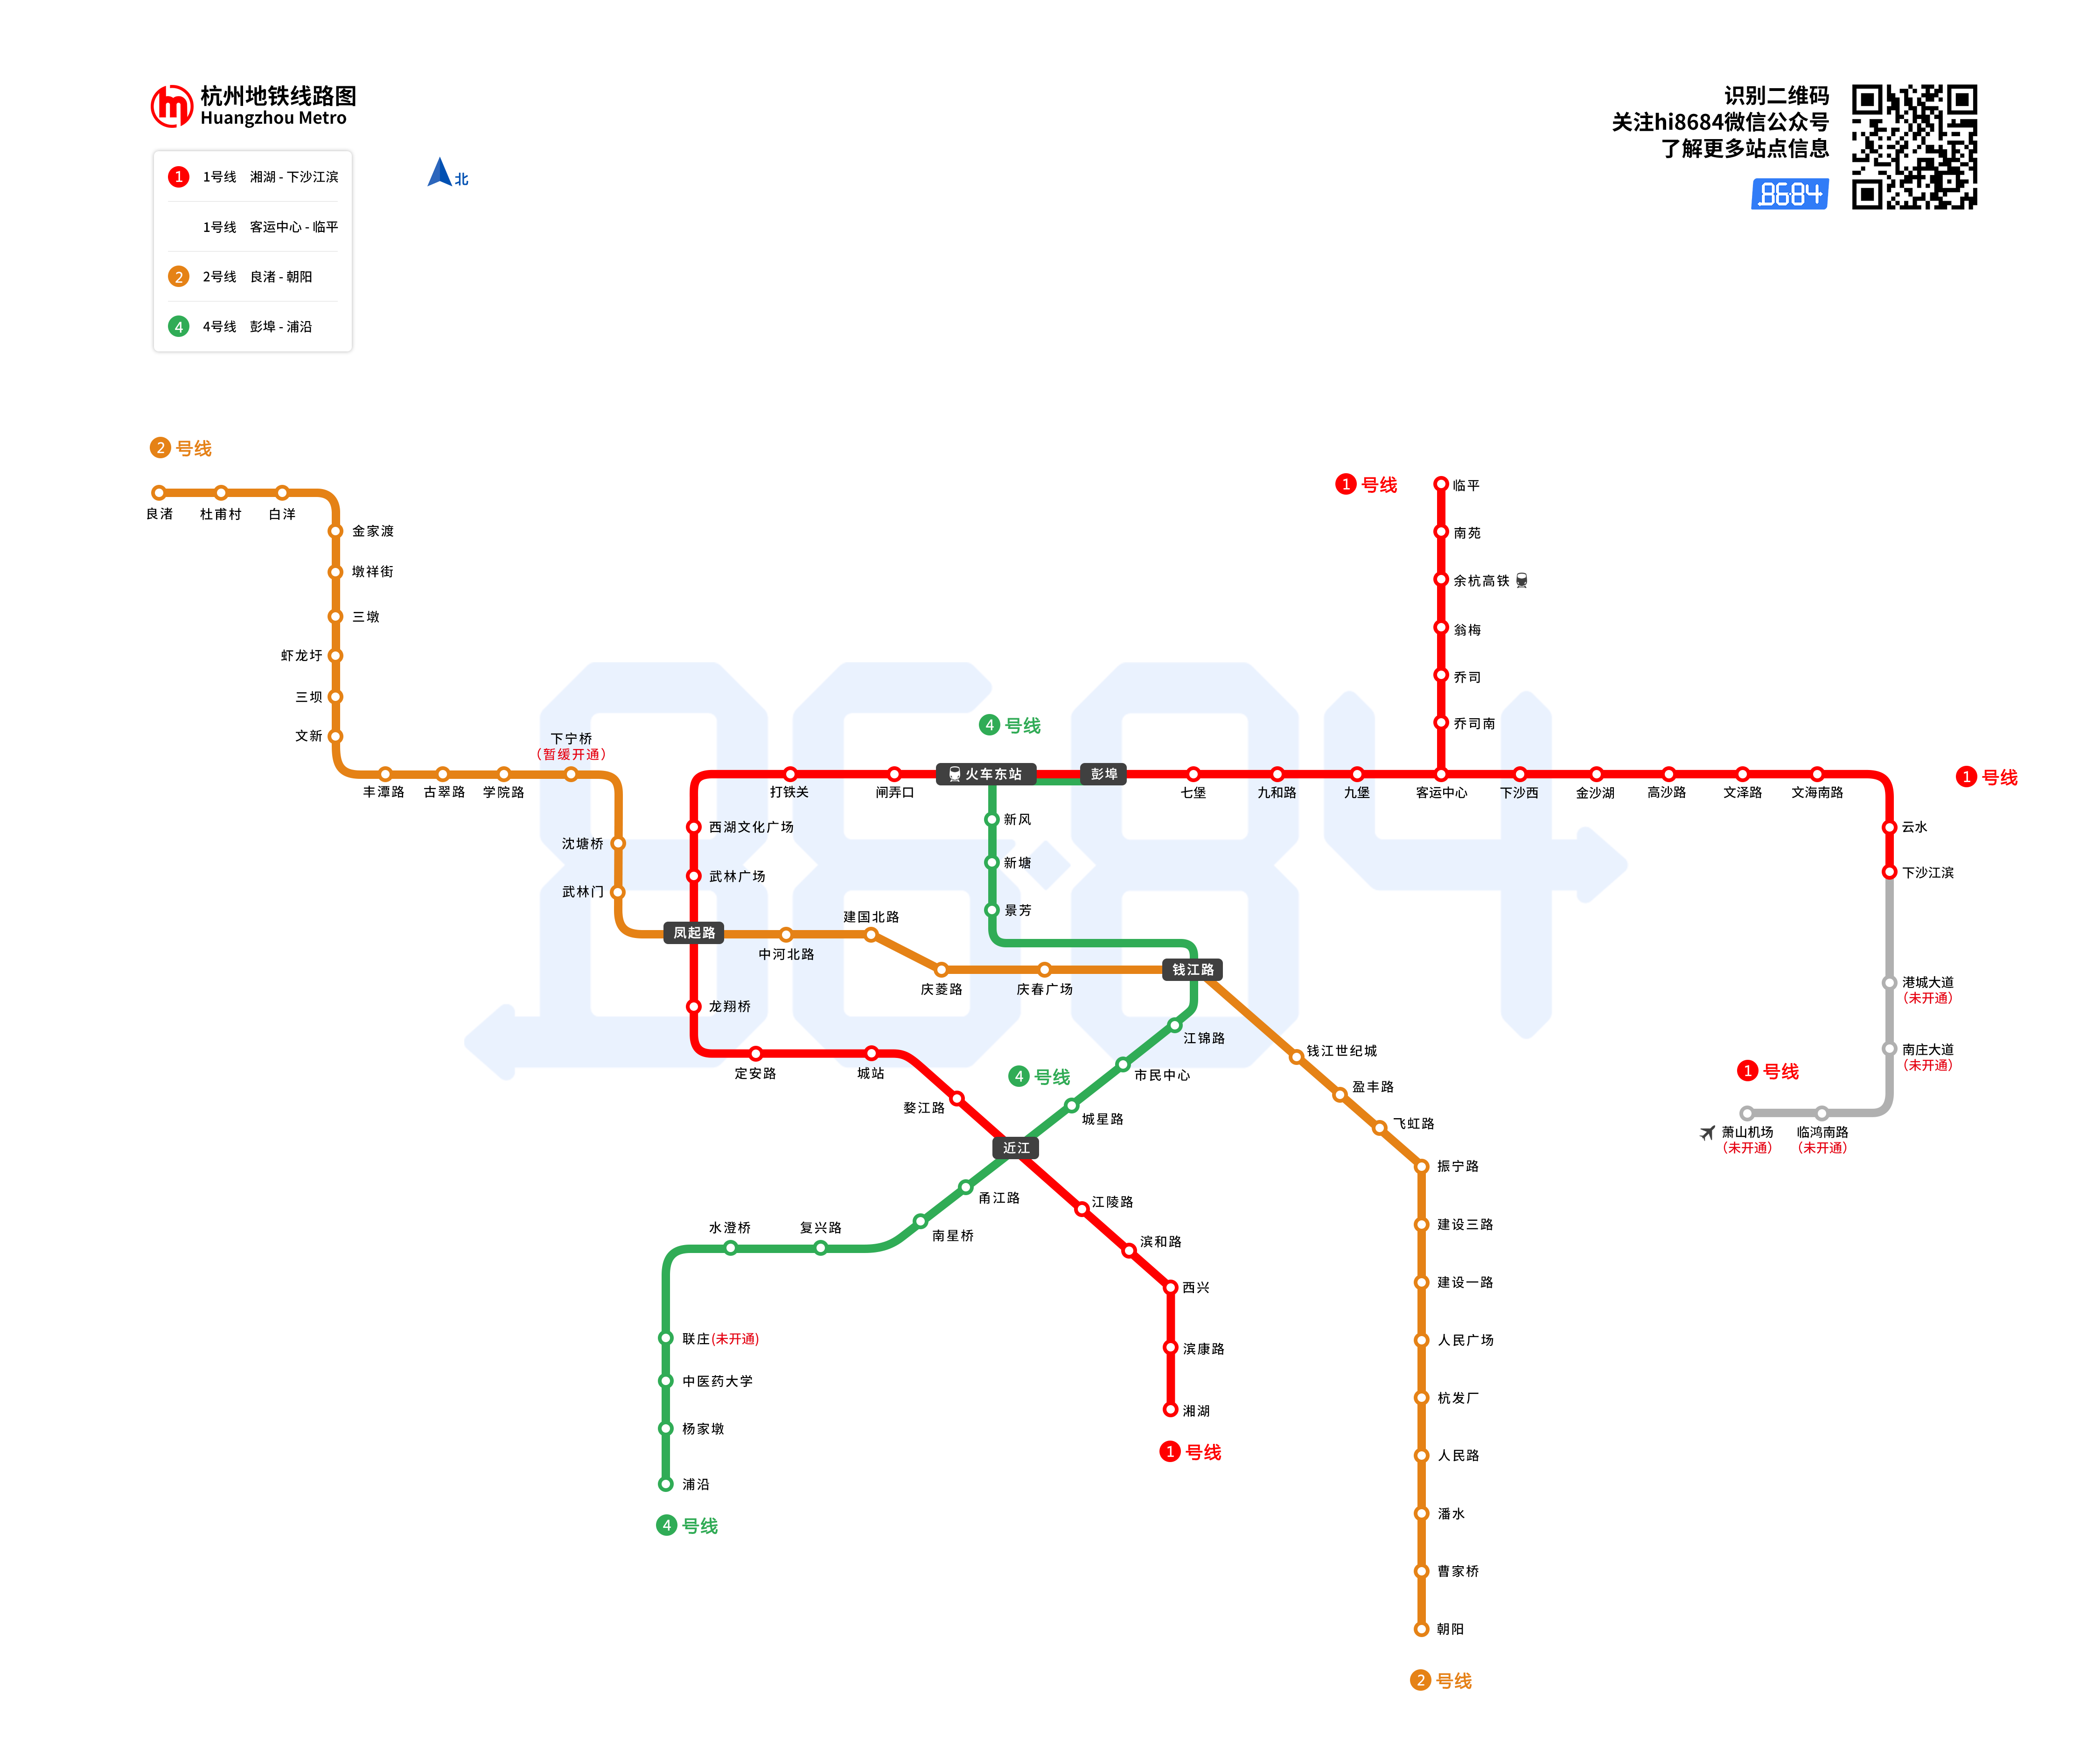 杭州地铁线路图
Huangzhou Metro
识别二维码
关注hi8684微信公众号
了解更多站点信息
8684
北
1 1号线 湘湖 - 下沙江滨
1号线 客运中心 - 临平
2 2号线 良渚 - 朝阳
4 4号线 彭埠 - 浦沿
2 号线
良渚
杜甫村
白洋
金家渡
墩祥街
三墩
虾龙圩
三坝
文新
丰潭路
古翠路
学院路
下宁桥
（暂缓开通）
沈塘桥
武林门
凤起路
中河北路
建国北路
庆菱路
庆春广场
钱江路
钱江世纪城
盈丰路
飞虹路
振宁路
建设三路
建设一路
人民广场
杭发厂
人民路
潘水
曹家桥
朝阳
2 号线
1 号线
临平
南苑
余杭高铁
翁梅
乔司
乔司南
打铁关
闸弄口
火车东站
彭埠
七堡
九和路
九堡
客运中心
下沙西
金沙湖
高沙路
文泽路
文海南路
1 号线
云水
下沙江滨
港城大道
（未开通）
南庄大道
（未开通）
1 号线
萧山机场
（未开通）
临鸿南路
（未开通）
西湖文化广场
武林广场
龙翔桥
定安路
城站
婺江路
近江
江陵路
滨和路
西兴
滨康路
湘湖
1 号线
4 号线
新风
新塘
景芳
江锦路
市民中心
城星路
4 号线
甬江路
南星桥
复兴路
水澄桥
联庄(未开通)
中医药大学
杨家墩
浦沿
4 号线
8684